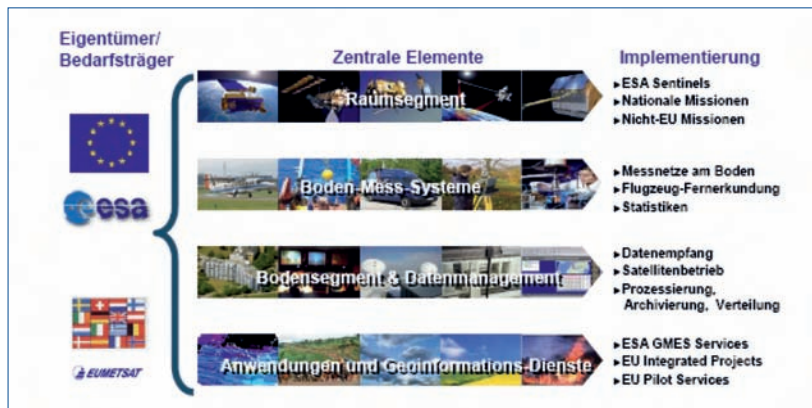 Eigentümer/
Bedarfsträger
Zentrale Elemente
Implementierung
esa
EUMETSAT
Raumsegment
▸ESA Sentinels
▸Nationale Missionen
▸Nicht-EU Missionen
Boden-Mess-Systeme
▸Messnetze am Boden
▸Flugzeug-Fernerkundung
▸Statistiken
Bodensegment & Datenmanagement
▸Datenempfang
▸Satellitenbetrieb
▸Prozessierung,
Archivierung, Verteilung
Anwendungen und Geoinformations-Dienste
▸ESA GMES Services
▸EU Integrated Projects
▸EU Pilot Services